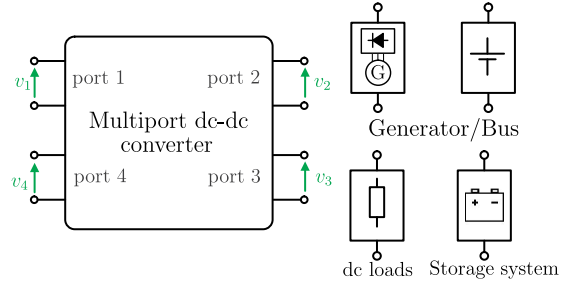 port 1
port 2
v1
v2
Multiport dc-dc
converter
v4
port 4
port 3
v3
G
Generator/Bus
+ -
dc loads
Storage system